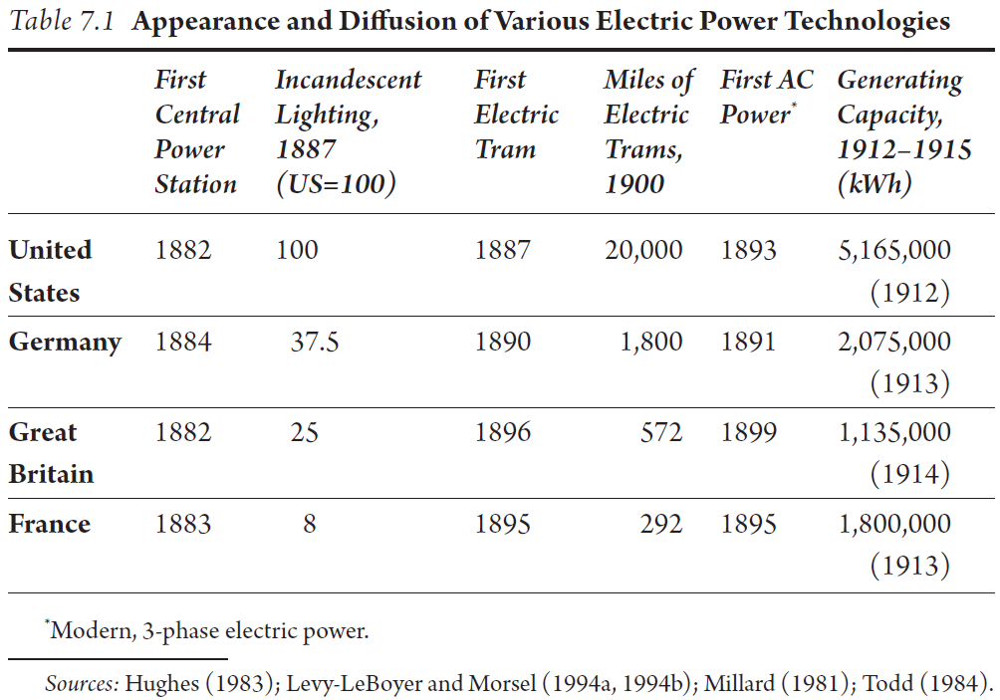 Table 7.1 Appearance and Diffusion of Various Electric Power Technologies
First Central Power Station | Incandescent Lighting, 1887 (US=100) | First Electric Tram | Miles of Electric Trams, 1900 | First AC Power* | Generating Capacity, 1912–1915 (kWh)
United States | 1882 | 100 | 1887 | 20,000 | 1893 | 5,165,000 (1912)
Germany | 1884 | 37.5 | 1890 | 1,800 | 1891 | 2,075,000 (1913)
Great Britain | 1882 | 25 | 1896 | 572 | 1899 | 1,135,000 (1914)
France | 1883 | 8 | 1895 | 292 | 1895 | 1,800,000 (1913)
*Modern, 3-phase electric power.
Sources: Hughes (1983); Levy-LeBoyer and Morsel (1994a, 1994b); Millard (1981); Todd (1984).